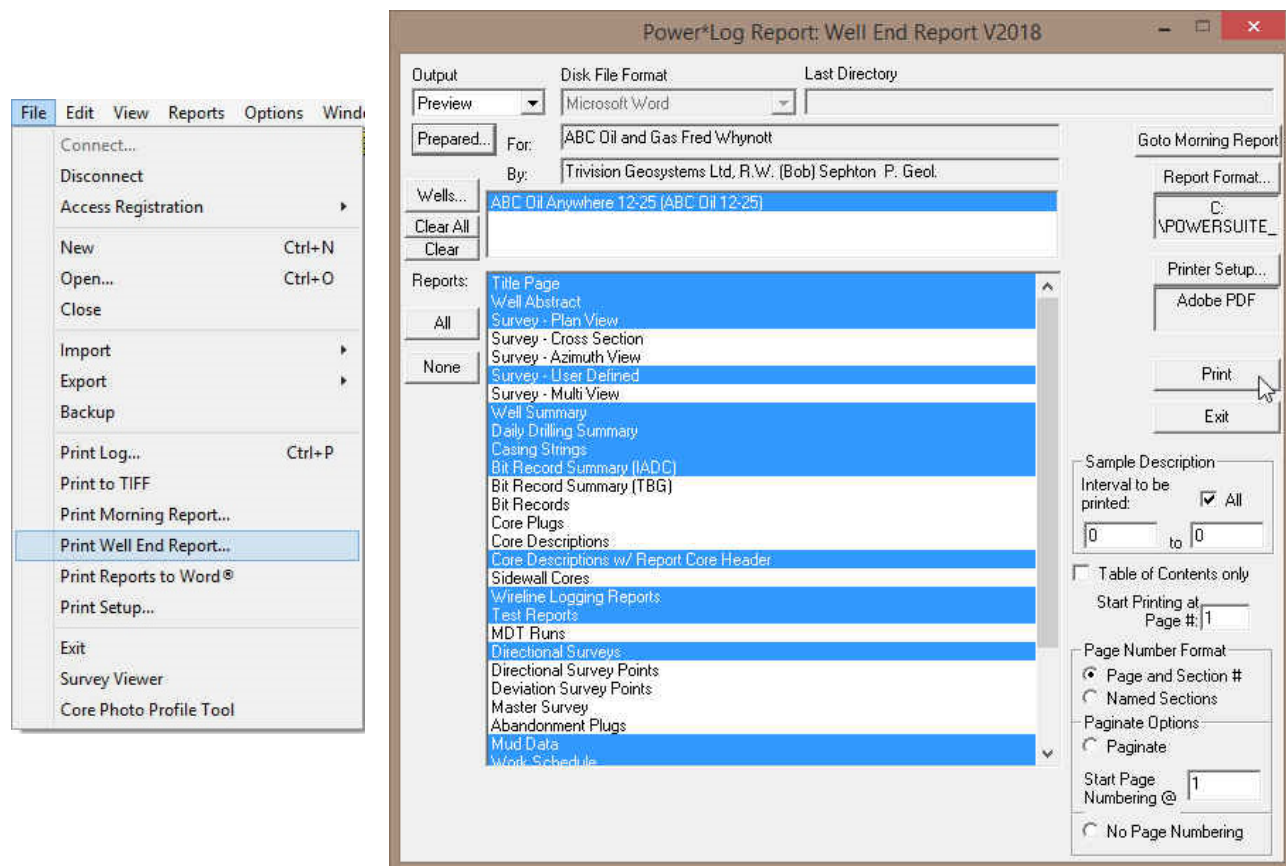 File Edit View Reports Options Wind
Connect...
Disconnect
Access Registration
New Ctrl+N
Open... Ctrl+O
Close
Import
Export
Backup
Print Log... Ctrl+P
Print to TIFF
Print Morning Report...
Print Well End Report...
Print Reports to Word®
Print Setup...
Exit
Survey Viewer
Core Photo Profile Tool
Power*Log Report: Well End Report V2018
Output Disk File Format Last Directory
Preview Microsoft Word
Prepared... For: ABC Oil and Gas Fred Whynott
By: Trivision Geosystems Ltd, R.W. (Bob) Sephton P. Geol.
Wells... ABC Oil Anywhere 12-25 (ABC Oil 12-25)
Clear All
Clear
Reports:
All
None
Title Page
Well Abstract
Survey - Plan View
Survey - Cross Section
Survey - Azimuth View
Survey - User Defined
Survey - Multi View
Well Summary
Daily Drilling Summary
Casing Strings
Bit Record Summary (IADC)
Bit Record Summary (TBG)
Bit Records
Core Plugs
Core Descriptions
Core Descriptions w/ Report Core Header
Sidewall Cores
Wireline Logging Reports
Test Reports
MDT Runs
Directional Surveys
Directional Survey Points
Deviation Survey Points
Master Survey
Abandonment Plugs
Mud Data
Work Schedule
Goto Morning Report
Report Format...
C:
\POWERSUITE_
Printer Setup...
Adobe PDF
Print
Exit
Sample Description
Interval to be
printed: All
0 to 0
Table of Contents only
Start Printing at
Page #: 1
Page Number Format
Page and Section #
Named Sections
Paginate Options
Paginate
Start Page
Numbering @ 1
No Page Numbering